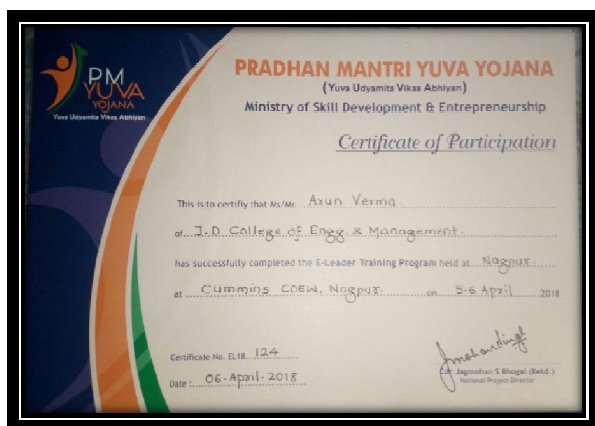 PM
YUVA
YOJANA
Yuva Udyamita Vikas Abhiyan
PRADHAN MANTRI YUVA YOJANA
(Yuva Udyamita Vikas Abhiyan)
Ministry of Skill Development & Entrepreneurship
Certificate of Participation
This is to certifiy that Ms/Mr. Arun Verma
of J.D College of Engg. & Management.
has successfully completed the E-Leader Training Program held at Nagpur
at Cummins COEW, Nagpur. on 5-6 April 2018
Certificate No. EL18 124
Date : 06-April-2018
Cdr Jagmohan S Bhogal (Retd.)
National Project Director